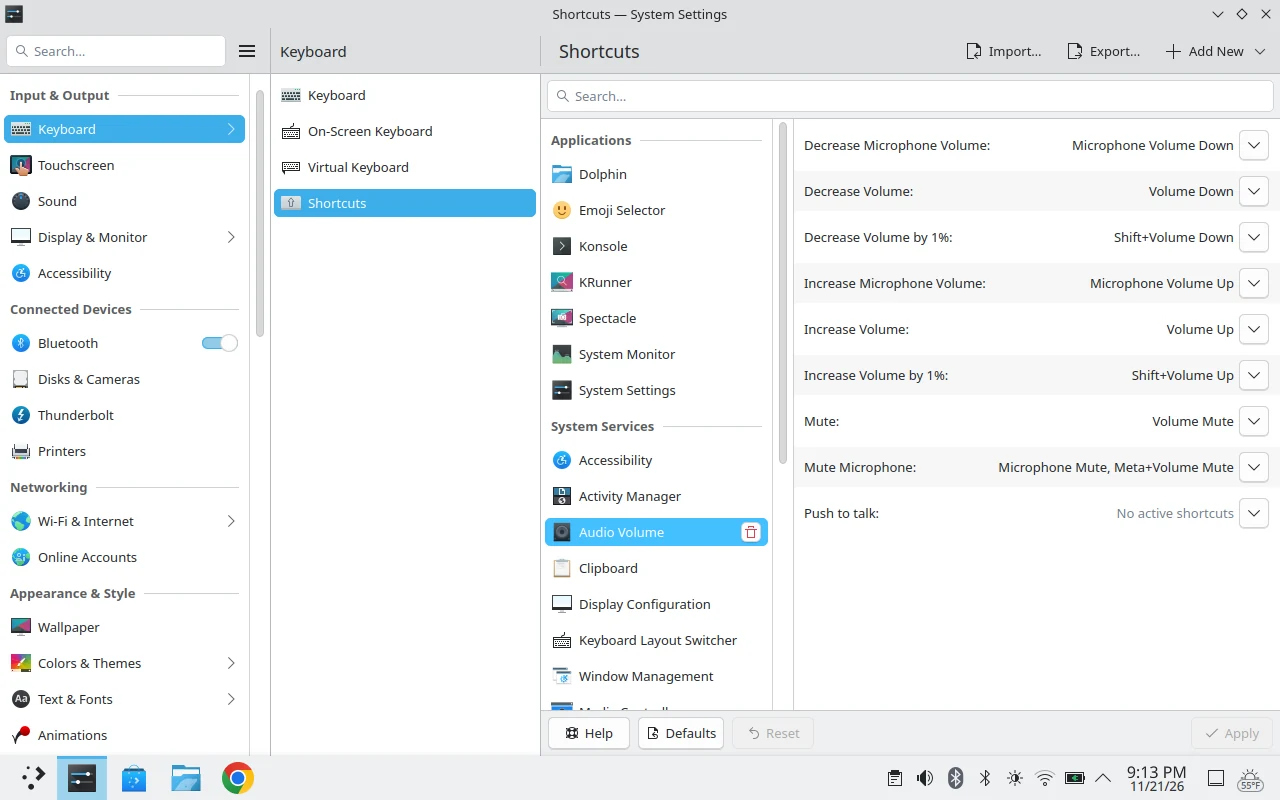 Shortcuts — System Settings
Search...
Keyboard
Shortcuts
Import...
Export...
Add New
Input & Output
Keyboard
Touchscreen
Sound
Display & Monitor
Accessibility
Connected Devices
Bluetooth
Disks & Cameras
Thunderbolt
Printers
Networking
Wi-Fi & Internet
Online Accounts
Appearance & Style
Wallpaper
Colors & Themes
Text & Fonts
Animations
Keyboard
On-Screen Keyboard
Virtual Keyboard
Shortcuts
Search...
Applications
Dolphin
Emoji Selector
Konsole
KRunner
Spectacle
System Monitor
System Settings
System Services
Accessibility
Activity Manager
Audio Volume
Clipboard
Display Configuration
Keyboard Layout Switcher
Window Management
Decrease Microphone Volume: Microphone Volume Down
Decrease Volume: Volume Down
Decrease Volume by 1%: Shift+Volume Down
Increase Microphone Volume: Microphone Volume Up
Increase Volume: Volume Up
Increase Volume by 1%: Shift+Volume Up
Mute: Volume Mute
Mute Microphone: Microphone Mute, Meta+Volume Mute
Push to talk: No active shortcuts
Help
Defaults
Reset
Apply
9:13 PM
11/21/26
55°F